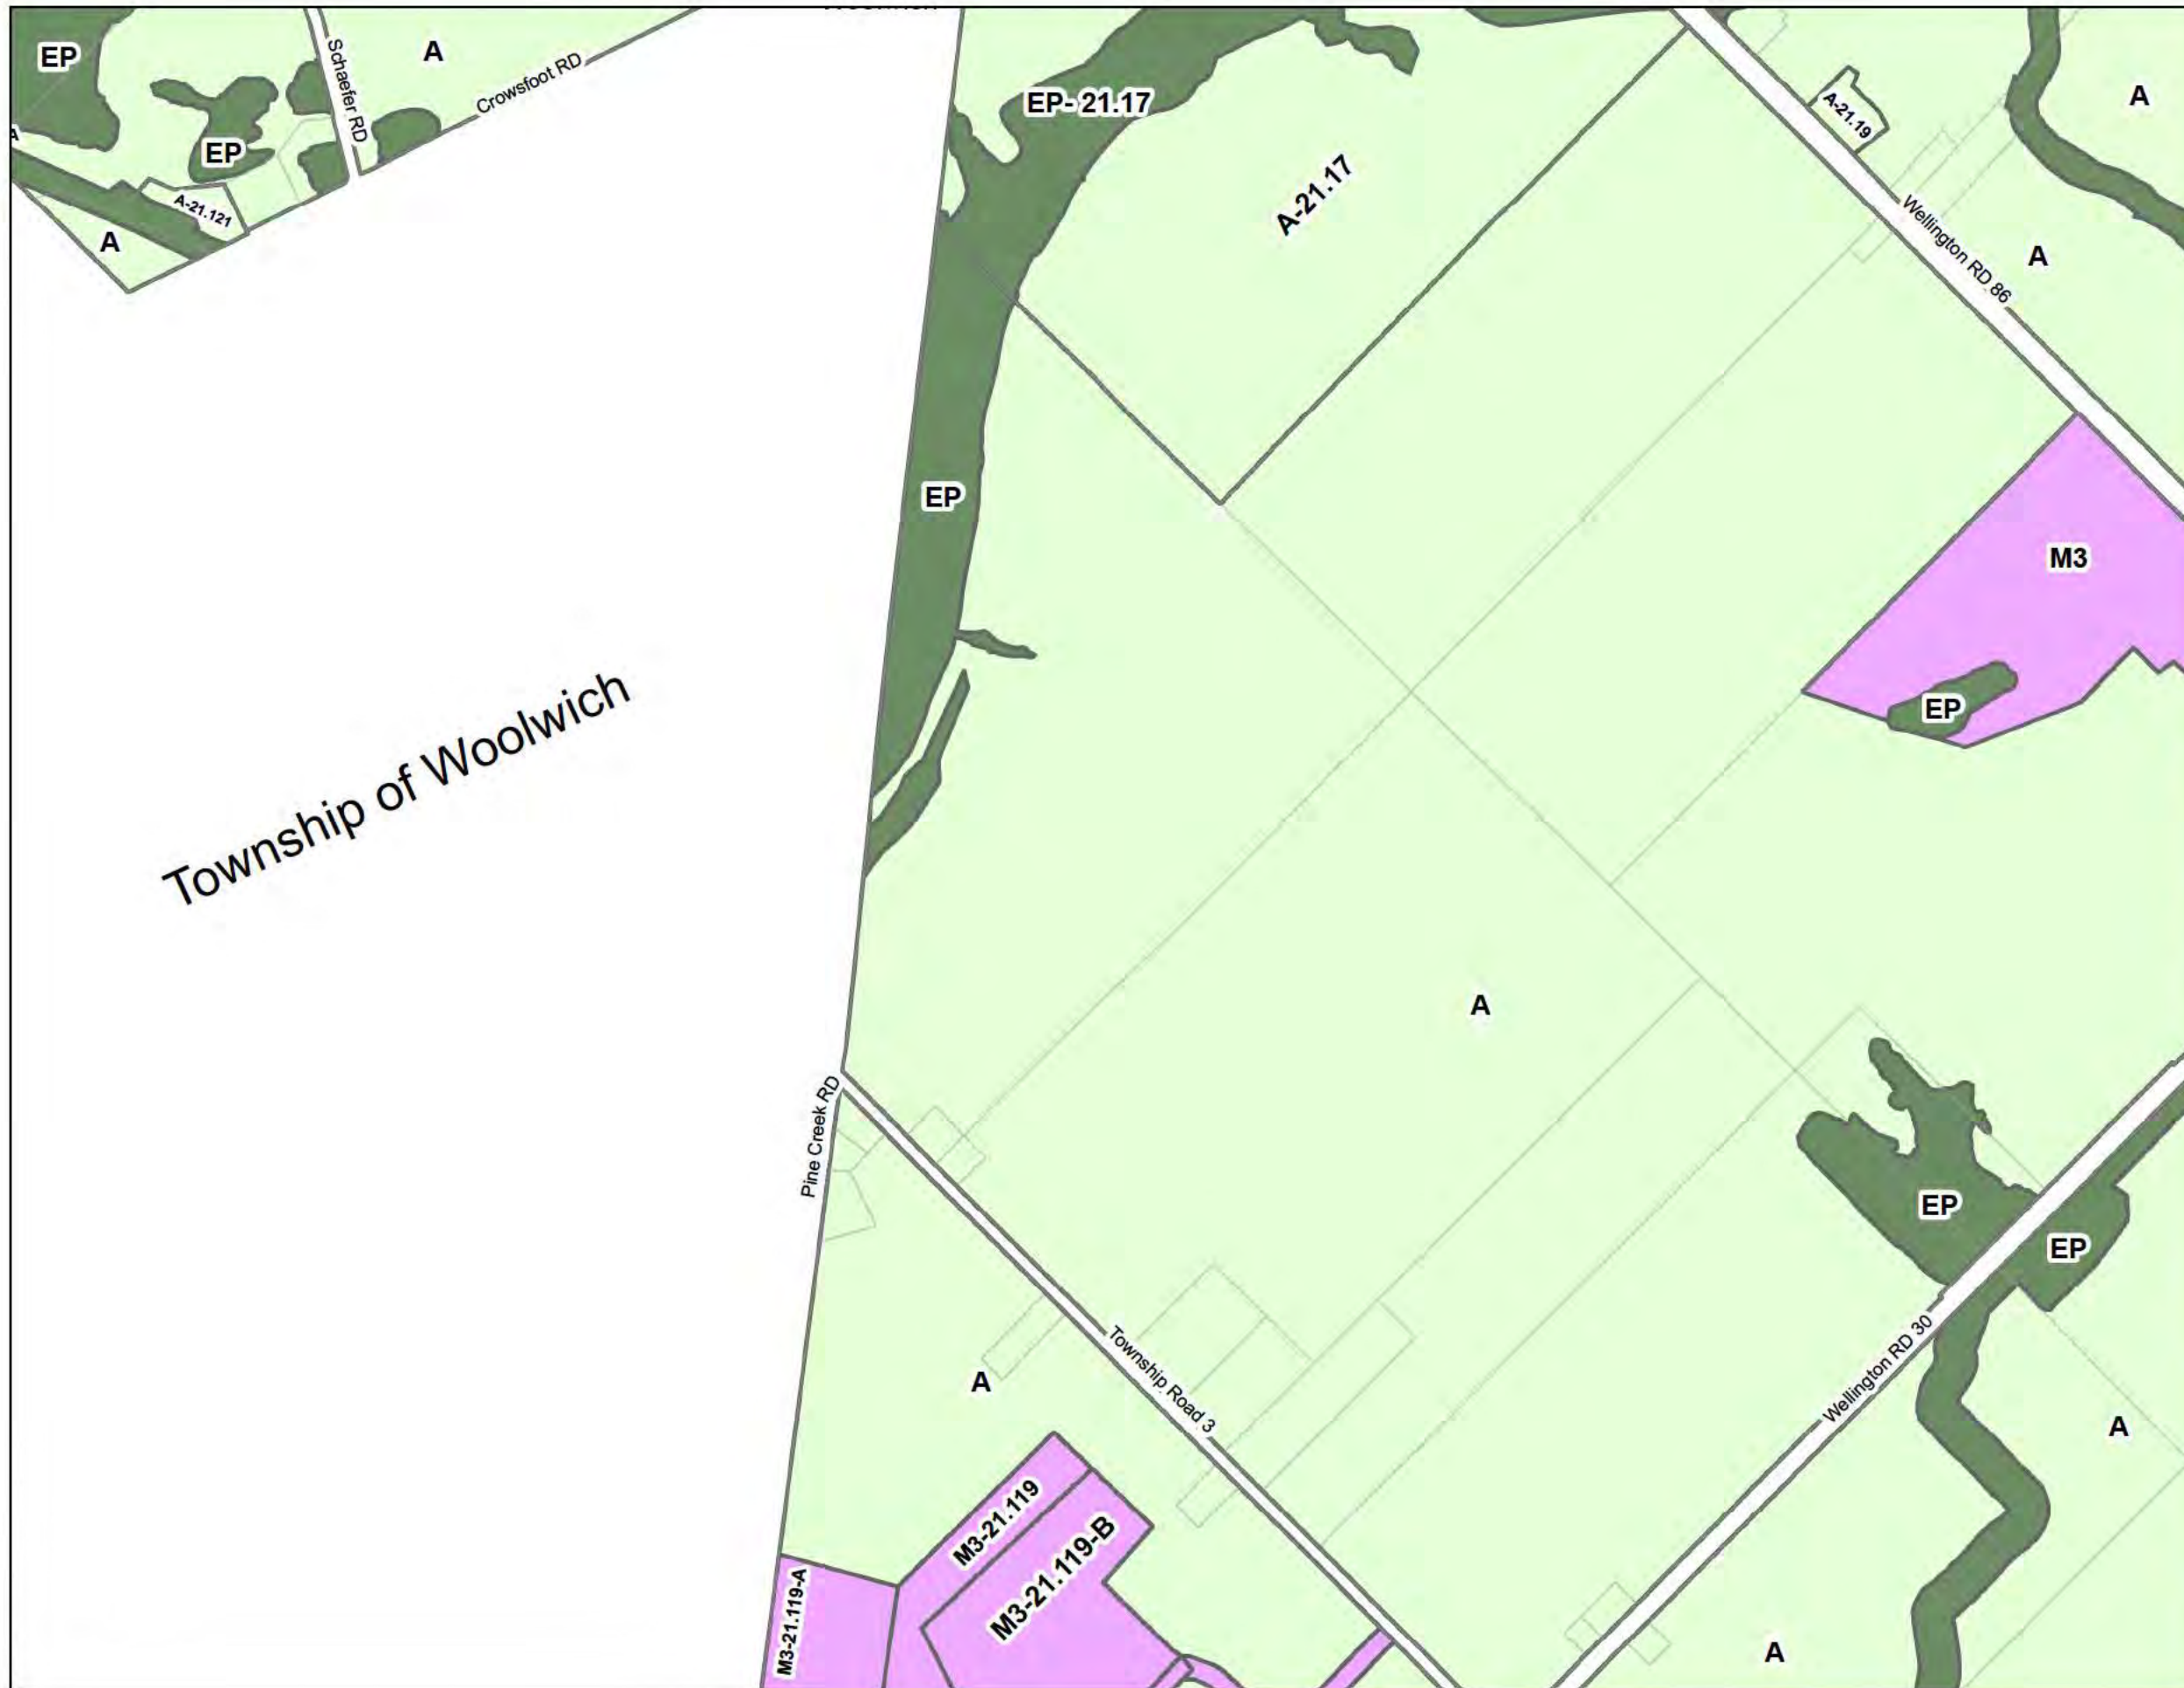 EP
A
Schaefer RD
Crowsfoot RD
EP- 21.17
A-21.17
A-21.19
A
A
EP
A-21.121
A
Wellington RD 86
A
EP
M3
EP
Township of Woolwich
A
Pine Creek RD
EP
EP
Township Road 3
Wellington RD 30
A
A
M3-21.119
M3-21.119-B
M3-21.119-A
A